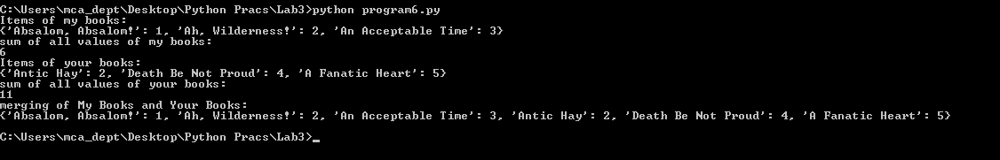 C:\Users\mca_dept\Desktop\Python Pracs\Lab3>python program6.py
Items of my books:
{'Absalom, Absalom!': 1, 'Ah, Wilderness!': 2, 'An Acceptable Time': 3}
sum of all values of my books:
6
Items of your books:
{'Antic Hay': 2, 'Death Be Not Proud': 4, 'A Fanatic Heart': 5}
sum of all values of your books:
11
merging of My Books and Your Books:
{'Absalom, Absalom!': 1, 'Ah, Wilderness!': 2, 'An Acceptable Time': 3, 'Antic Hay': 2, 'Death Be Not Proud': 4, 'A Fanatic Heart': 5}
C:\Users\mca_dept\Desktop\Python Pracs\Lab3>_